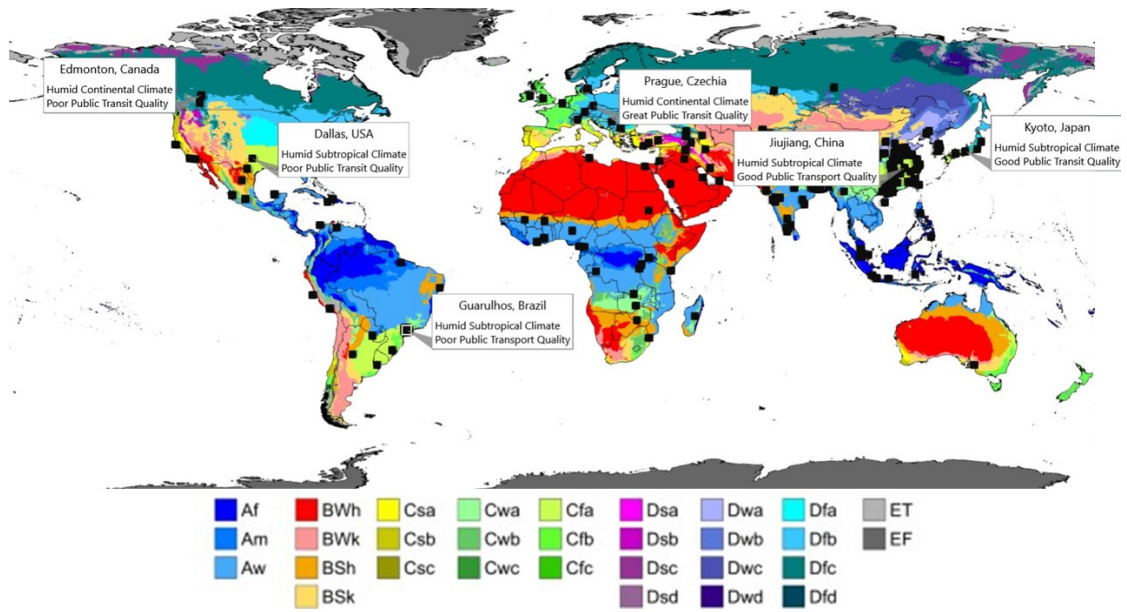 Edmonton, Canada
Humid Continental Climate
Poor Public Transit Quality
Dallas, USA
Humid Subtropical Climate
Poor Public Transit Quality
Prague, Czechia
Humid Continental Climate
Great Public Transit Quality
Jiujiang, China
Humid Subtropical Climate
Good Public Transport Quality
Kyoto, Japan
Humid Subtropical Climate
Good Public Transit Quality
Guarulhos, Brazil
Humid Subtropical Climate
Poor Public Transport Quality
Af BWh Csa Cwa Cfa Dsa Dwa Dfa ET
Am BWk Csb Cwb Cfb Dsb Dwb Dfb EF
Aw BSh Csc Cwc Cfc Dsc Dwc Dfc
BSk Dsd Dwd Dfd